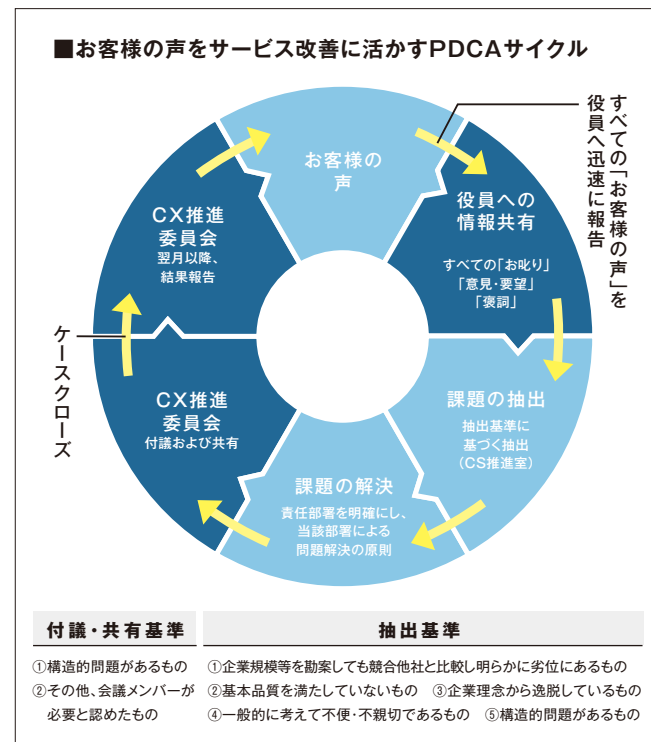 ■お客様の声をサービス改善に活かすPDCAサイクル
お客様の
声
すべての「お客様の声」を
役員へ迅速に報告
役員への
情報共有
すべての「お叱り」
「意見・要望」
「褒詞」
課題の抽出
抽出基準に
基づく抽出
（CS推進室）
課題の解決
責任部署を明確にし、
当該部署による
問題解決の原則
CX推進
委員会
付議および共有
ケースクローズ
CX推進
委員会
翌月以降、
結果報告
付議・共有基準
①構造的問題があるもの
②その他、会議メンバーが
必要と認めたもの
抽出基準
①企業規模等を勘案しても競合他社と比較し明らかに劣位にあるもの
②基本品質を満たしていないもの ③企業理念から逸脱しているもの
④一般的に考えて不便・不親切であるもの ⑤構造的問題があるもの